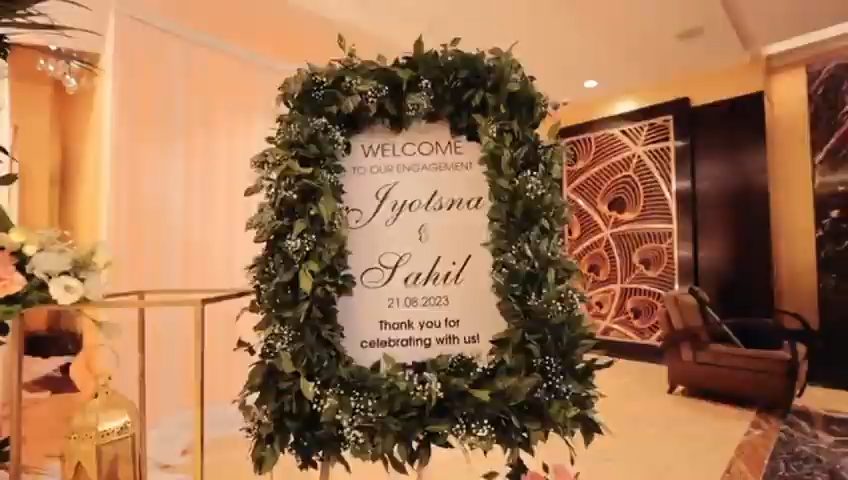 WELCOME
TO OUR ENGAGEMENT
Jyotsna
&
Sahil
21.08.2023
Thank you for
celebrating with us!